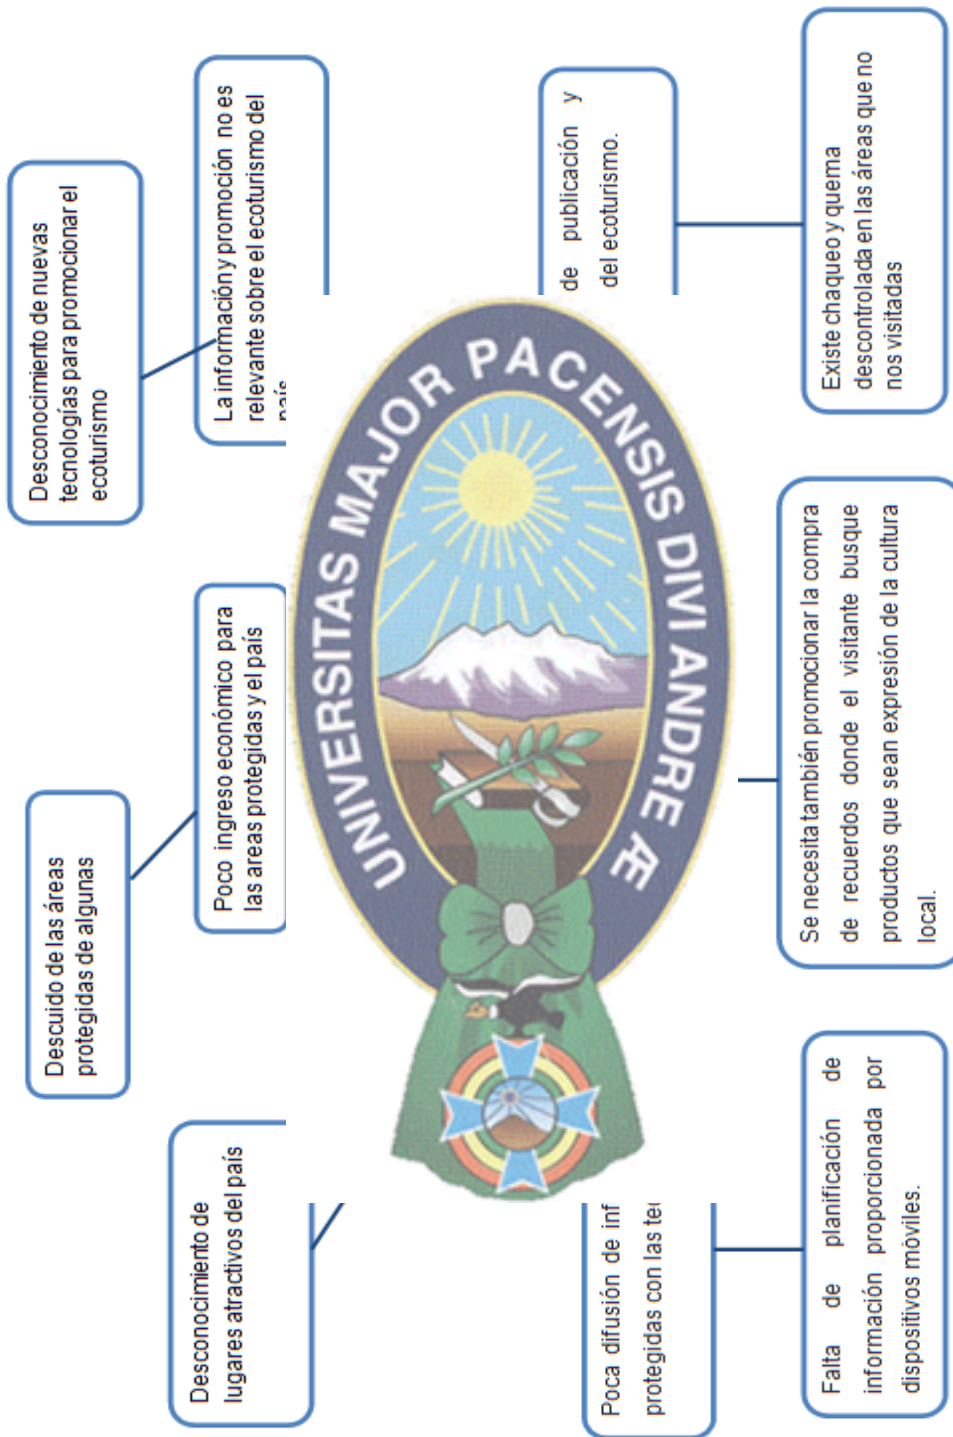 Descuido de las áreas
protegidas de algunas
Desconocimiento de nuevas
tecnologías para promocionar el
ecoturismo
Desconocimiento de
lugares atractivos del país
Poco ingreso económico para
las areas protegidas y el país
La información y promoción no es
relevante sobre el ecoturismo del
país
UNIVERSITAS MAJOR PACENSIS DIVI ANDRE Æ
Poca difusión de inf
protegidas con las tec
de publicación y
del ecoturismo.
Falta de planificación de
información proporcionada por
dispositivos móviles.
Se necesita también promocionar la compra
de recuerdos donde el visitante busque
productos que sean expresión de la cultura
local.
Existe chaqueo y quema
descontrolada en las áreas que no
nos visitadas